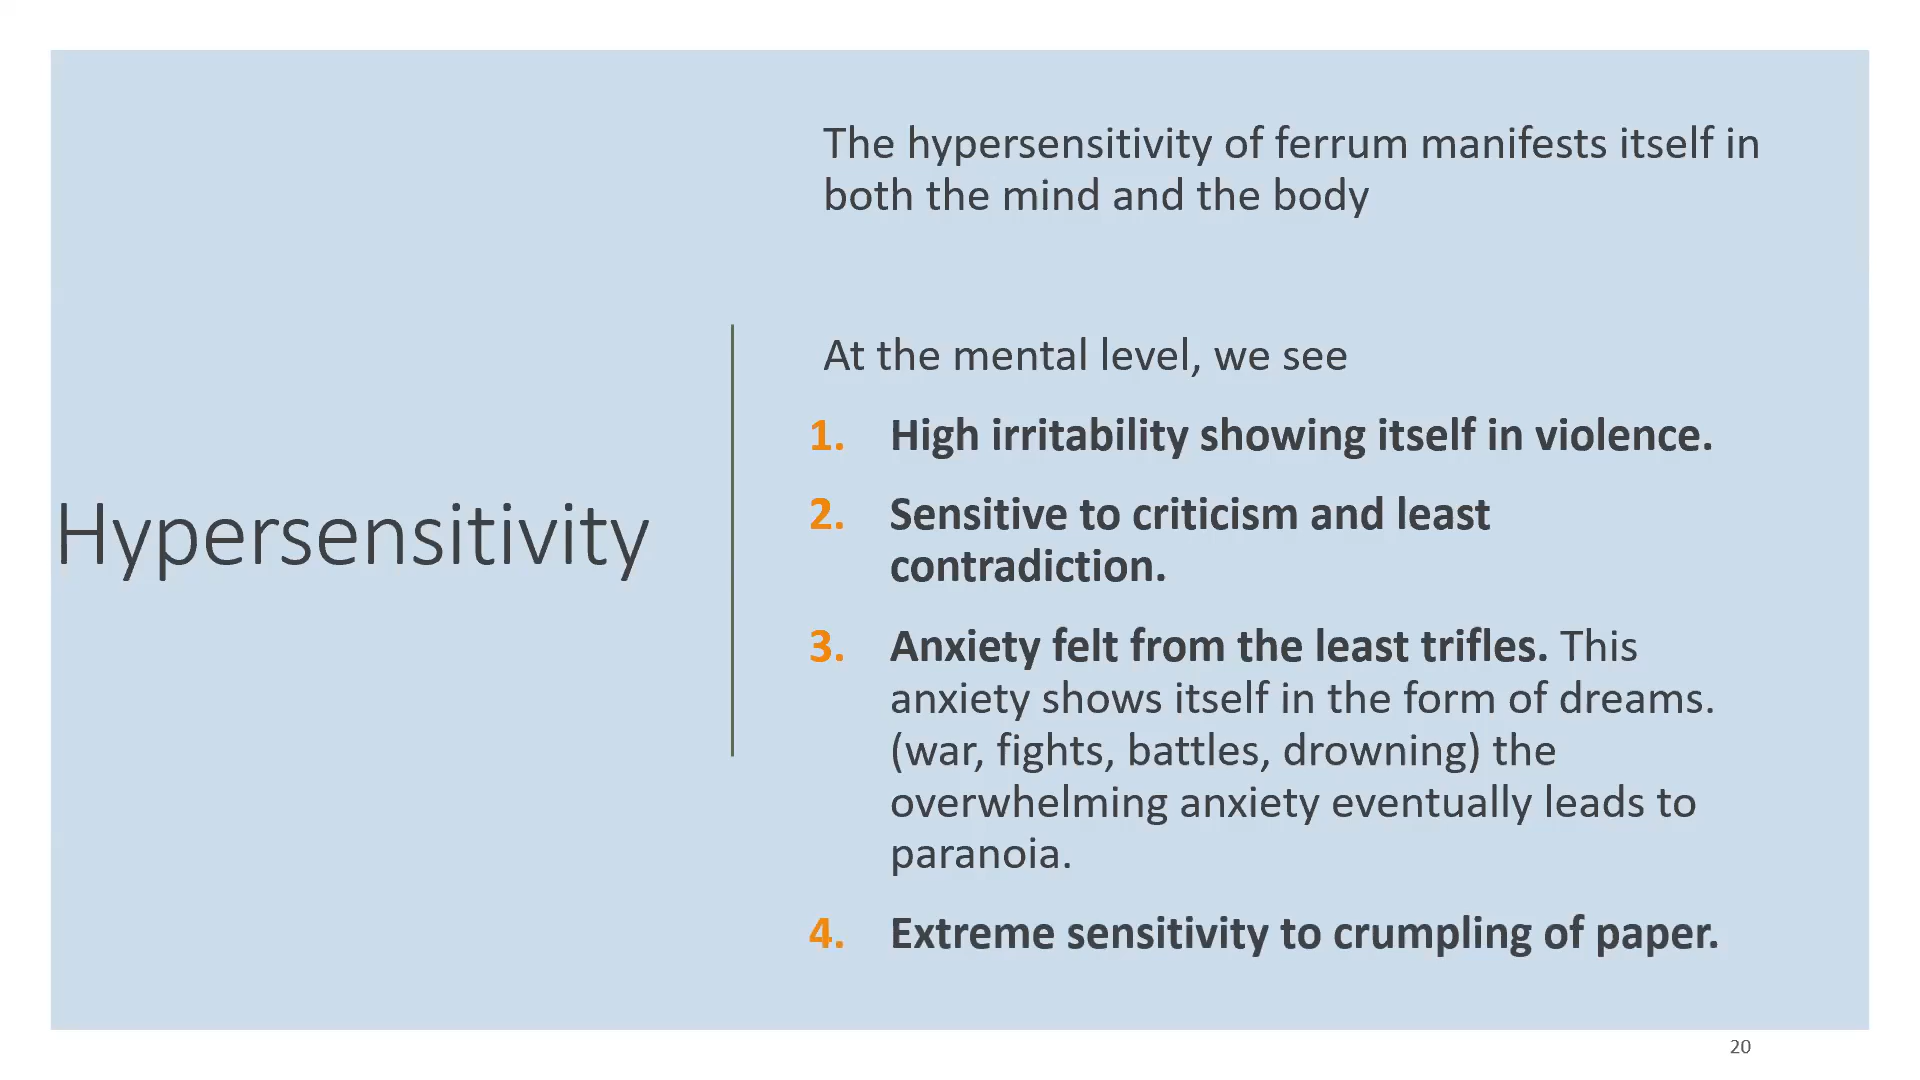 Hypersensitivity
The hypersensitivity of ferrum manifests itself in
both the mind and the body
At the mental level, we see
1. High irritability showing itself in violence.
2. Sensitive to criticism and least
contradiction.
3. Anxiety felt from the least trifles. This
anxiety shows itself in the form of dreams.
(war, fights, battles, drowning) the
overwhelming anxiety eventually leads to
paranoia.
4. Extreme sensitivity to crumpling of paper.
20